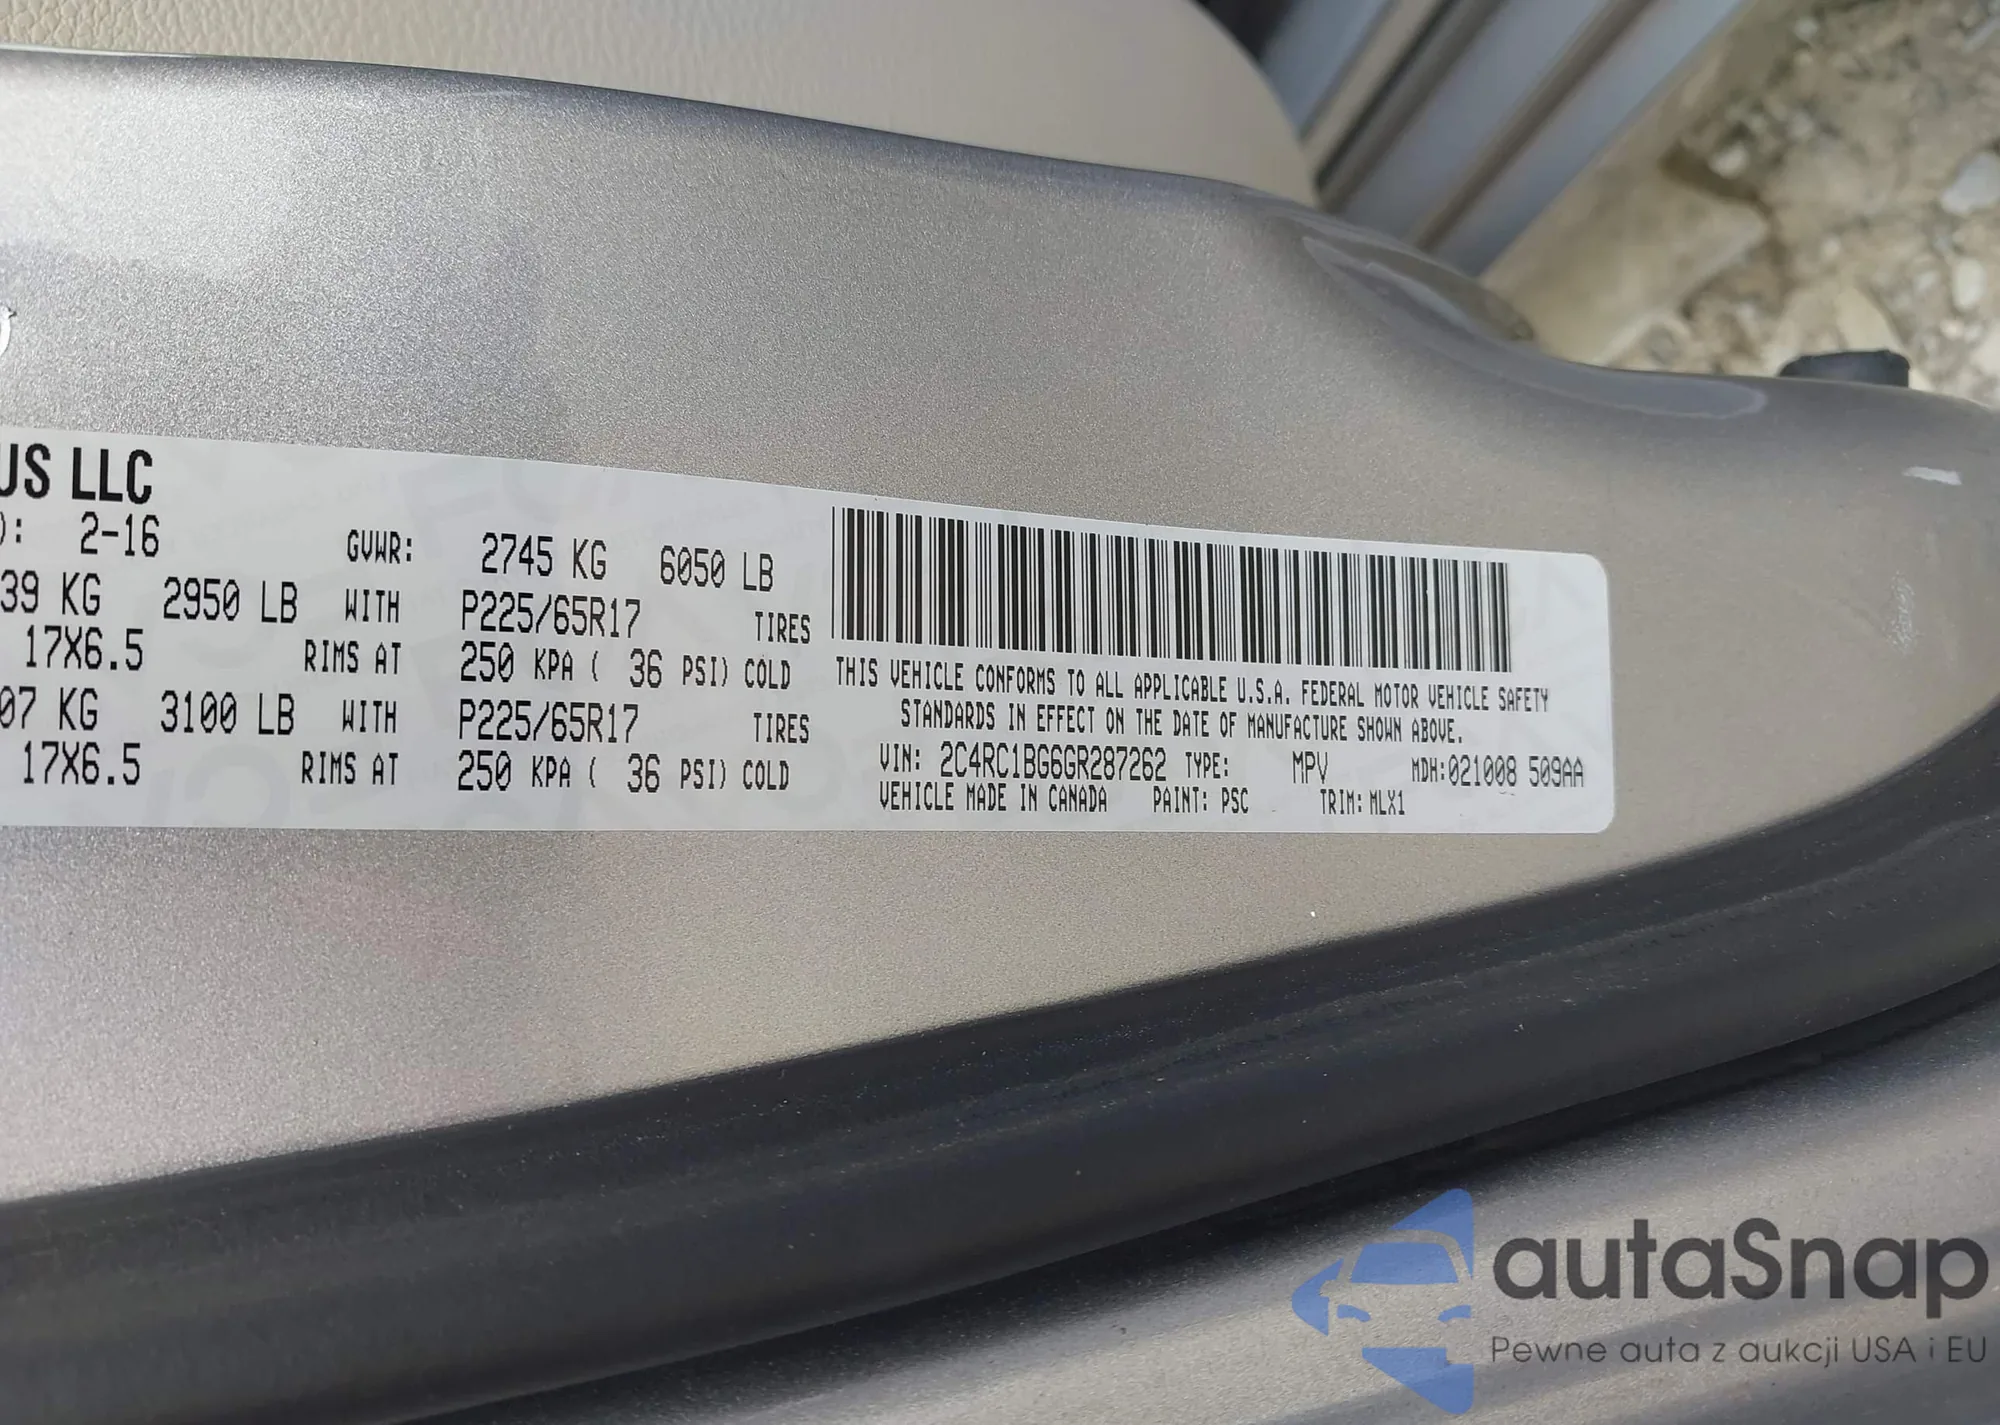 US LLC
): 2-16 GVWR: 2745 KG 6050 LB
39 KG 2950 LB WITH P225/65R17 TIRES
17X6.5 RIMS AT 250 KPA ( 36 PSI) COLD
07 KG 3100 LB WITH P225/65R17 TIRES
17X6.5 RIMS AT 250 KPA ( 36 PSI) COLD
THIS VEHICLE CONFORMS TO ALL APPLICABLE U.S.A. FEDERAL MOTOR VEHICLE SAFETY
STANDARDS IN EFFECT ON THE DATE OF MANUFACTURE SHOWN ABOVE.
VIN: 2C4RC1BG6GR287262 TYPE: MPV MDH:021008 509AA
VEHICLE MADE IN CANADA PAINT: PSC TRIM: MLX1
autaSnap
Pewne auta z aukcji USA i EU